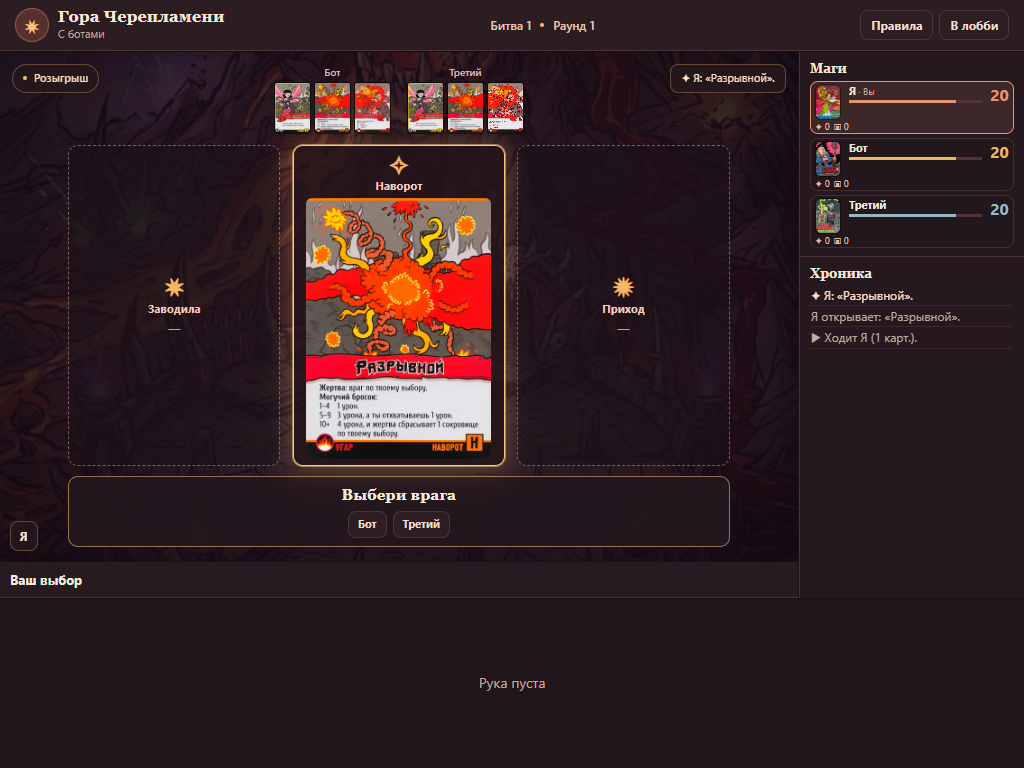 Гора Черепламени
С ботами
Битва 1 • Раунд 1
Правила
В лобби
• Розыгрыш
Бот
Третий
✦ Я: «Разрывной».
Наворот
Заводила
—
Приход
—
РАЗРЫВНОЙ
Жертва: враг по твоему выбору.
Могучий бросок:
1–4 1 урон.
5–9 3 урона, а ты отхватываешь 1 урон.
10+ 4 урона, и жертва сбрасывает 1 сокровище
по твоему выбору.
УГАР
НАВОРОТ Н
Выбери врага
Бот
Третий
Я
Ваш выбор
Рука пуста
Маги
Я · Вы
20
✦ 0 0
Бот
20
✦ 0 0
Третий
20
✦ 0 0
Хроника
✦ Я: «Разрывной».
Я открывает: «Разрывной».
▶ Ходит Я (1 карт.).